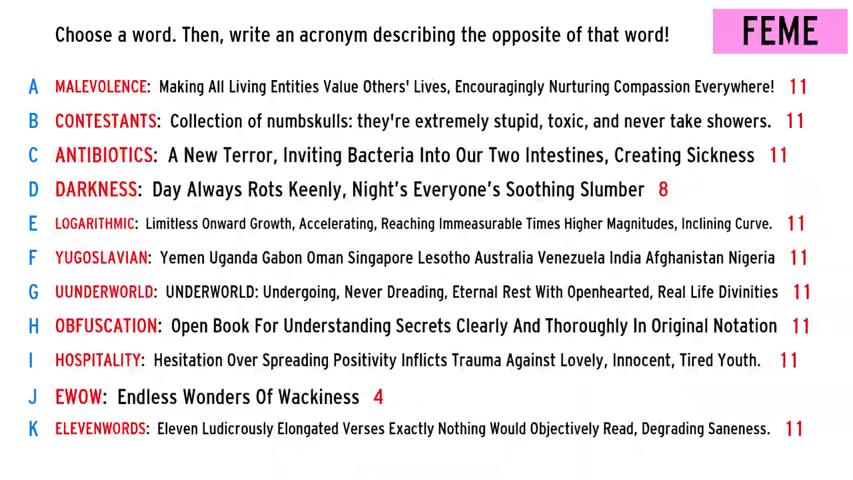 Choose a word. Then, write an acronym describing the opposite of that word!
FEME
A MALEVOLENCE: Making All Living Entities Value Others' Lives, Encouragingly Nurturing Compassion Everywhere! 11
B CONTESTANTS: Collection of numbskulls: they're extremely stupid, toxic, and never take showers. 11
C ANTIBIOTICS: A New Terror, Inviting Bacteria Into Our Two Intestines, Creating Sickness 11
D DARKNESS: Day Always Rots Keenly, Night's Everyone's Soothing Slumber 8
E LOGARITHMIC: Limitless Onward Growth, Accelerating, Reaching Immeasurable Times Higher Magnitudes, Inclining Curve. 11
F YUGOSLAVIAN: Yemen Uganda Gabon Oman Singapore Lesotho Australia Venezuela India Afghanistan Nigeria 11
G UUNDERWORLD: UNDERWORLD: Undergoing, Never Dreading, Eternal Rest With Openhearted, Real Life Divinities 11
H OBFUSCATION: Open Book For Understanding Secrets Clearly And Thoroughly In Original Notation 11
I HOSPITALITY: Hesitation Over Spreading Positivity Inflicts Trauma Against Lovely, Innocent, Tired Youth. 11
J EWOW: Endless Wonders Of Wackiness 4
K ELEVENWORDS: Eleven Ludicrously Elongated Verses Exactly Nothing Would Objectively Read, Degrading Saneness. 11